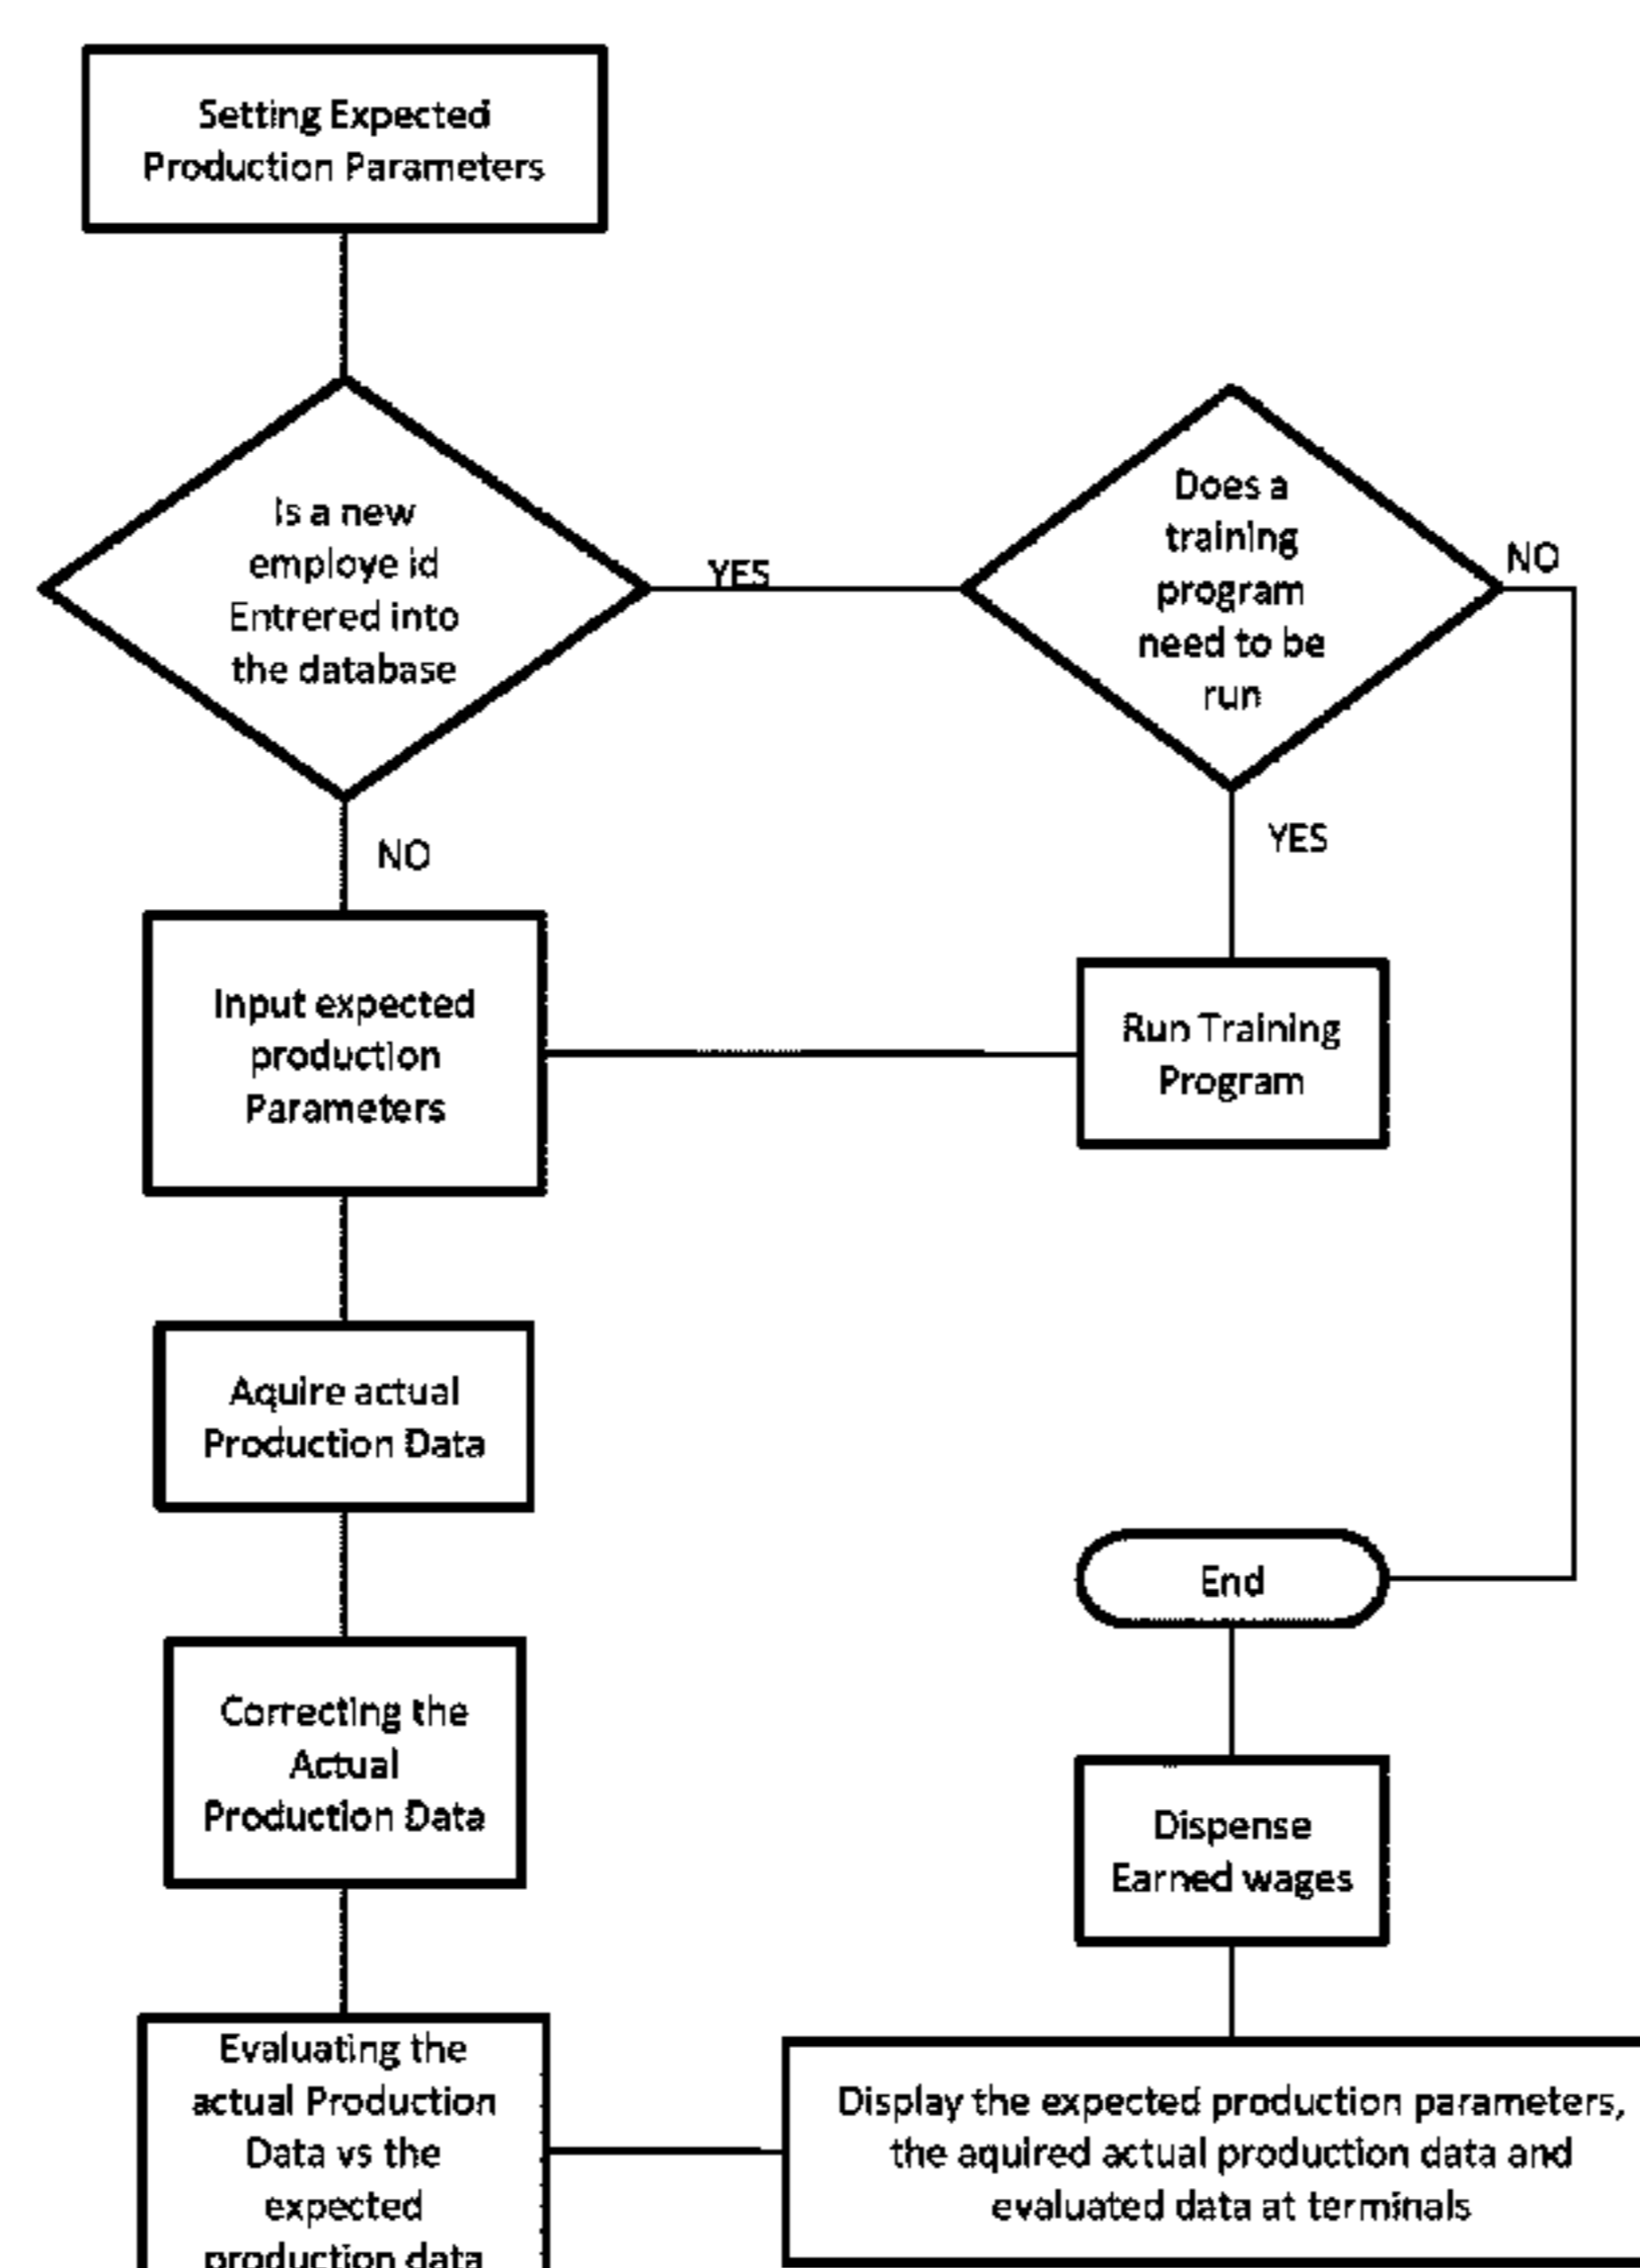 Setting Expected
Production Parameters
Is a new
employe id
Entrered into
the database
YES
Does a
training
program
need to be
run
NO
NO
YES
Input expected
production
Parameters
Run Training
Program
Aquire actual
Production Data
End
Correcting the
Actual
Production Data
Dispense
Earned wages
Evaluating the
actual Production
Data vs the
expected
production data
Display the expected production parameters,
the aquired actual production data and
evaluated data at terminals